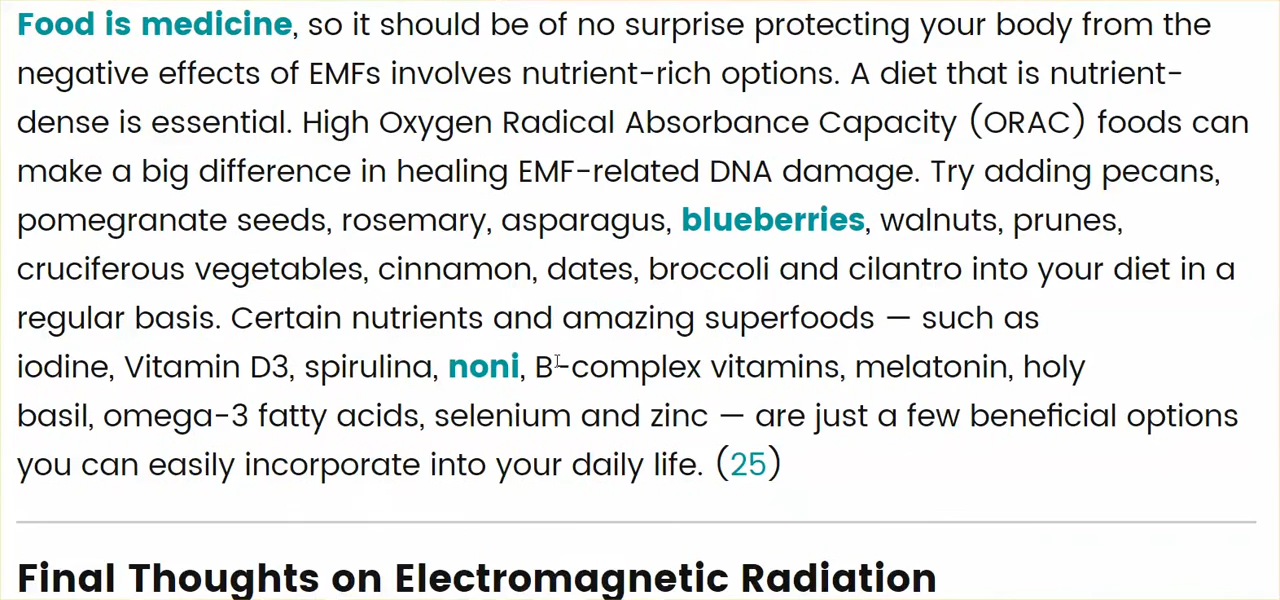 Food is medicine, so it should be of no surprise protecting your body from the
negative effects of EMFs involves nutrient-rich options. A diet that is nutrient-
dense is essential. High Oxygen Radical Absorbance Capacity (ORAC) foods can
make a big difference in healing EMF-related DNA damage. Try adding pecans,
pomegranate seeds, rosemary, asparagus, blueberries, walnuts, prunes,
cruciferous vegetables, cinnamon, dates, broccoli and cilantro into your diet in a
regular basis. Certain nutrients and amazing superfoods — such as
iodine, Vitamin D3, spirulina, noni, B-complex vitamins, melatonin, holy
basil, omega-3 fatty acids, selenium and zinc — are just a few beneficial options
you can easily incorporate into your daily life. (25)
Final Thoughts on Electromagnetic Radiation